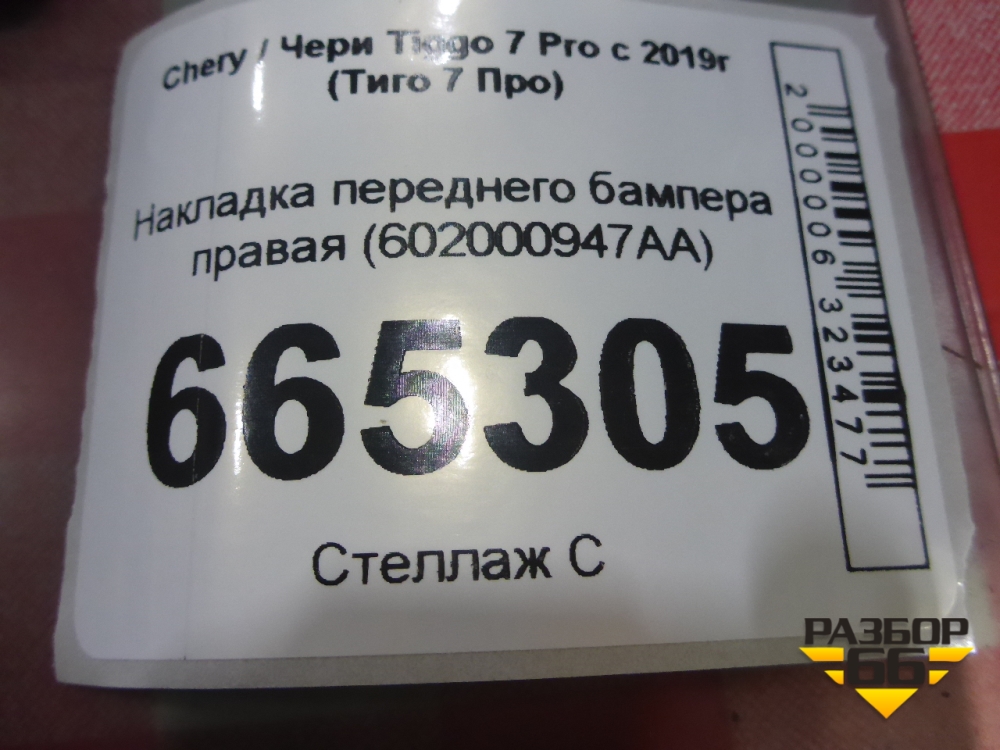 Chery / Чери Tiggo 7 Pro с 2019г
(Тиго 7 Про)
Накладка переднего бампера
правая (602000947AA)
665305
Стеллаж С
2000006323477
РАЗБОР
66